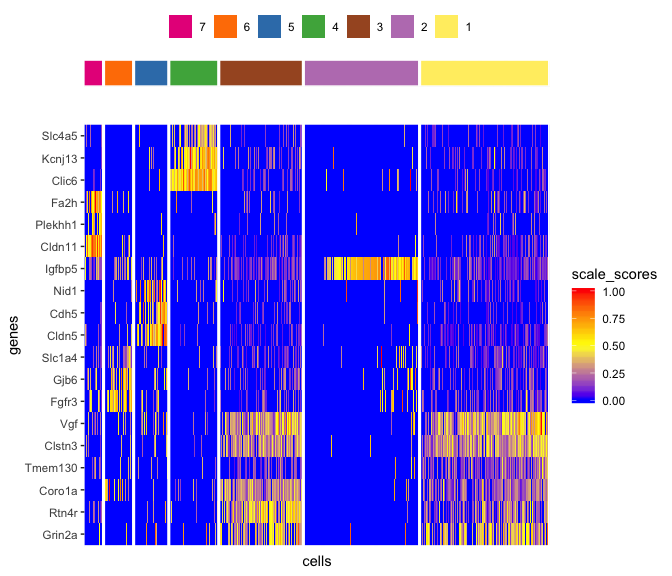 7 6 5 4 3 2 1
Slc4a5
Kcnj13
Clic6
Fa2h
Plekhh1
Cldn11
Igfbp5
Nid1
Cdh5
Cldn5
Slc1a4
Gjb6
Fgfr3
Vgf
Clstn3
Tmem130
Coro1a
Rtn4r
Grin2a
genes
cells
scale_scores
1.00
0.75
0.50
0.25
0.00